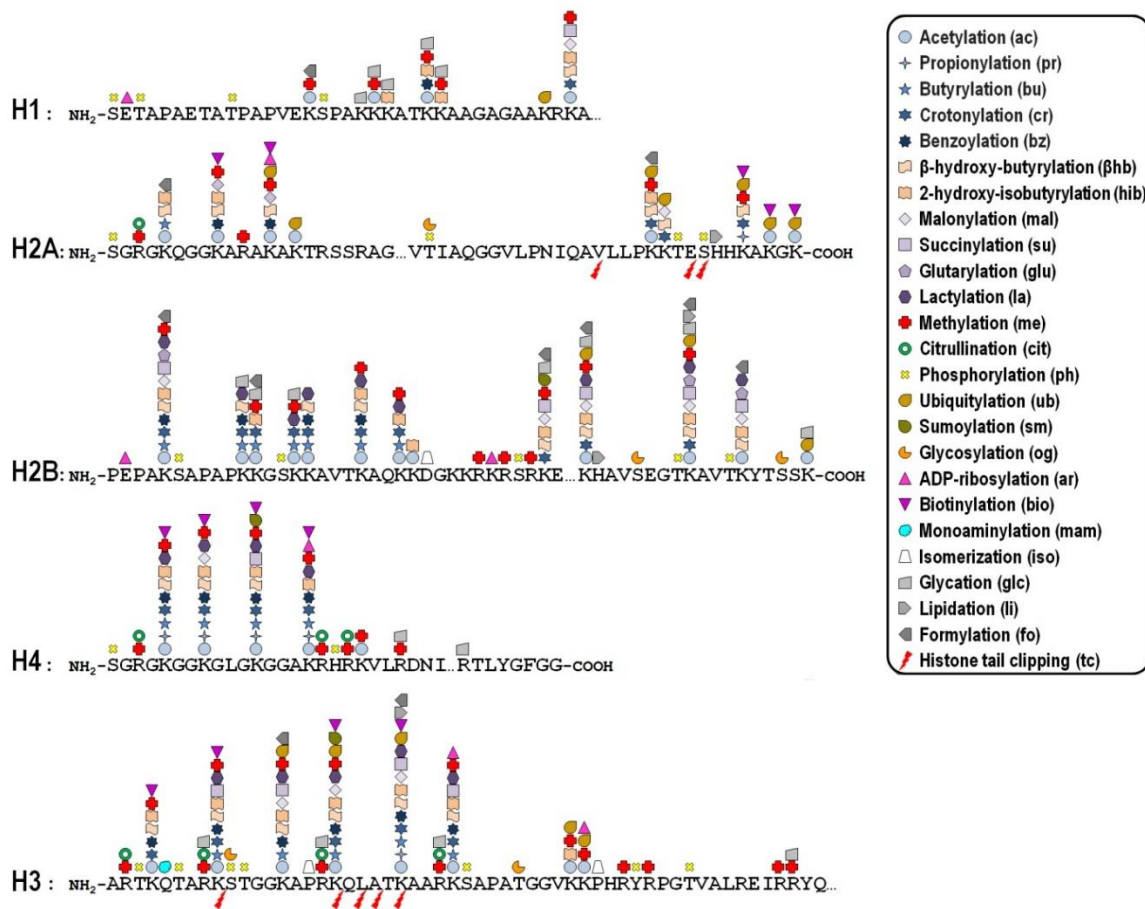 H1 : NH2-SETAPAETATPAPVEKSPAKKKATKKAAGAGAAKRKA…
H2A: NH2-SGRGKQGGKARAKAKTRSSRAG…VTIAQGGVLPNIQAVLLPKKTESHHKAKGK-COOH
H2B: NH2-PEPAKSAPAPKKGSKKAVTKAQKKDGKKRKRSRKE…KHAVSEGTKAVTKYTSSK-COOH
H4 : NH2-SGRGKGGKGLGKGGAKRHRKVLRDNI…RTLYGFGG-COOH
H3 : NH2-ARTKQTARKSTGGKAPRKQLATKAARKSAPATGGVKKPHRYRPGTVALREIRRYQ…
Acetylation (ac)
Propionylation (pr)
Butyrylation (bu)
Crotonylation (cr)
Benzoylation (bz)
β-hydroxy-butyrylation (βhb)
2-hydroxy-isobutyrylation (hib)
Malonylation (mal)
Succinylation (su)
Glutarylation (glu)
Lactylation (la)
Methylation (me)
Citrullination (cit)
Phosphorylation (ph)
Ubiquitylation (ub)
Sumoylation (sm)
Glycosylation (og)
ADP-ribosylation (ar)
Biotinylation (bio)
Monoaminylation (mam)
Isomerization (iso)
Glycation (glc)
Lipidation (li)
Formylation (fo)
Histone tail clipping (tc)